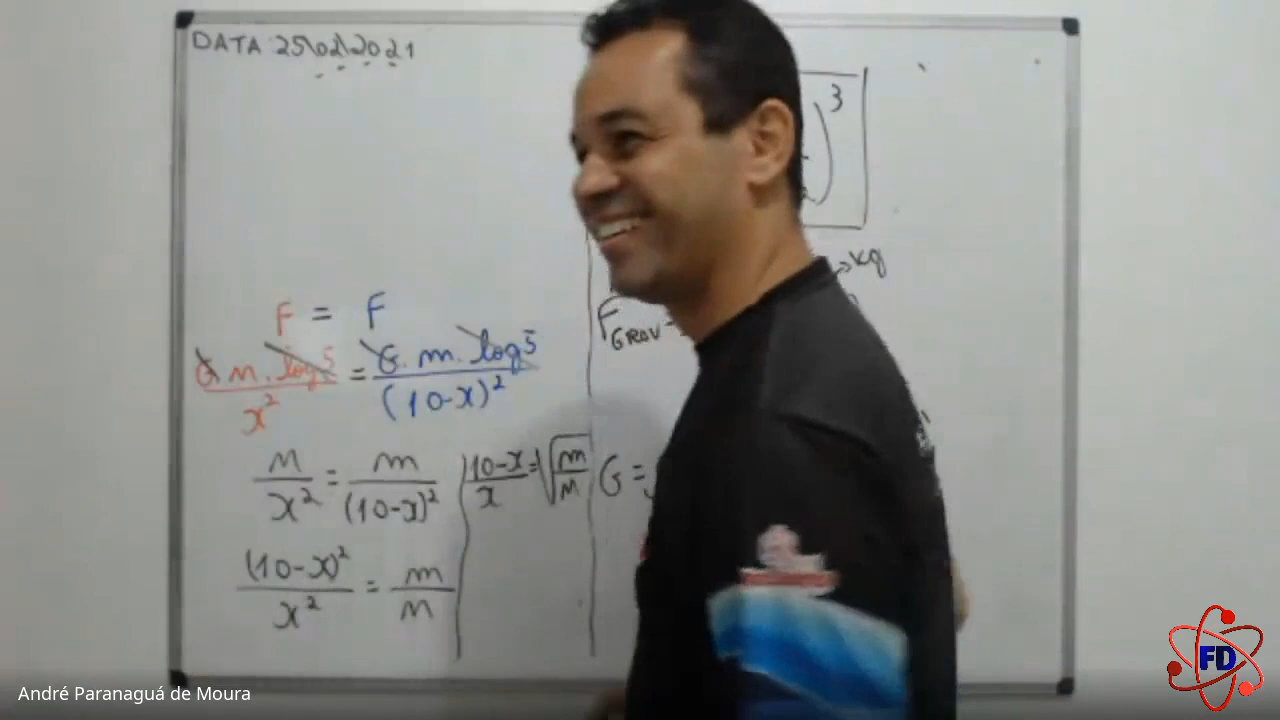 DATA: 25\02\2021
3
→ kg
F = F
G.M.log5 / x² = G.m.log5 / (10-x)²
F GRAV
M / x² = m / (10-x)²
(10-x) / x = √(m/M)
G =
(10-x)² / x² = m / M
FD
André Paranaguá de Moura